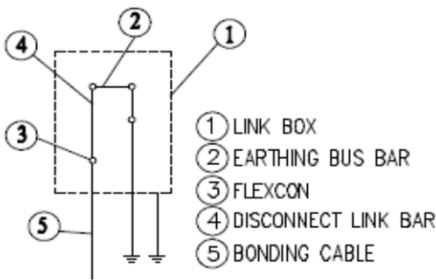 2
4
1
3
5
1 LINK BOX
2 EARTHING BUS BAR
3 FLEXCON
4 DISCONNECT LINK BAR
5 BONDING CABLE